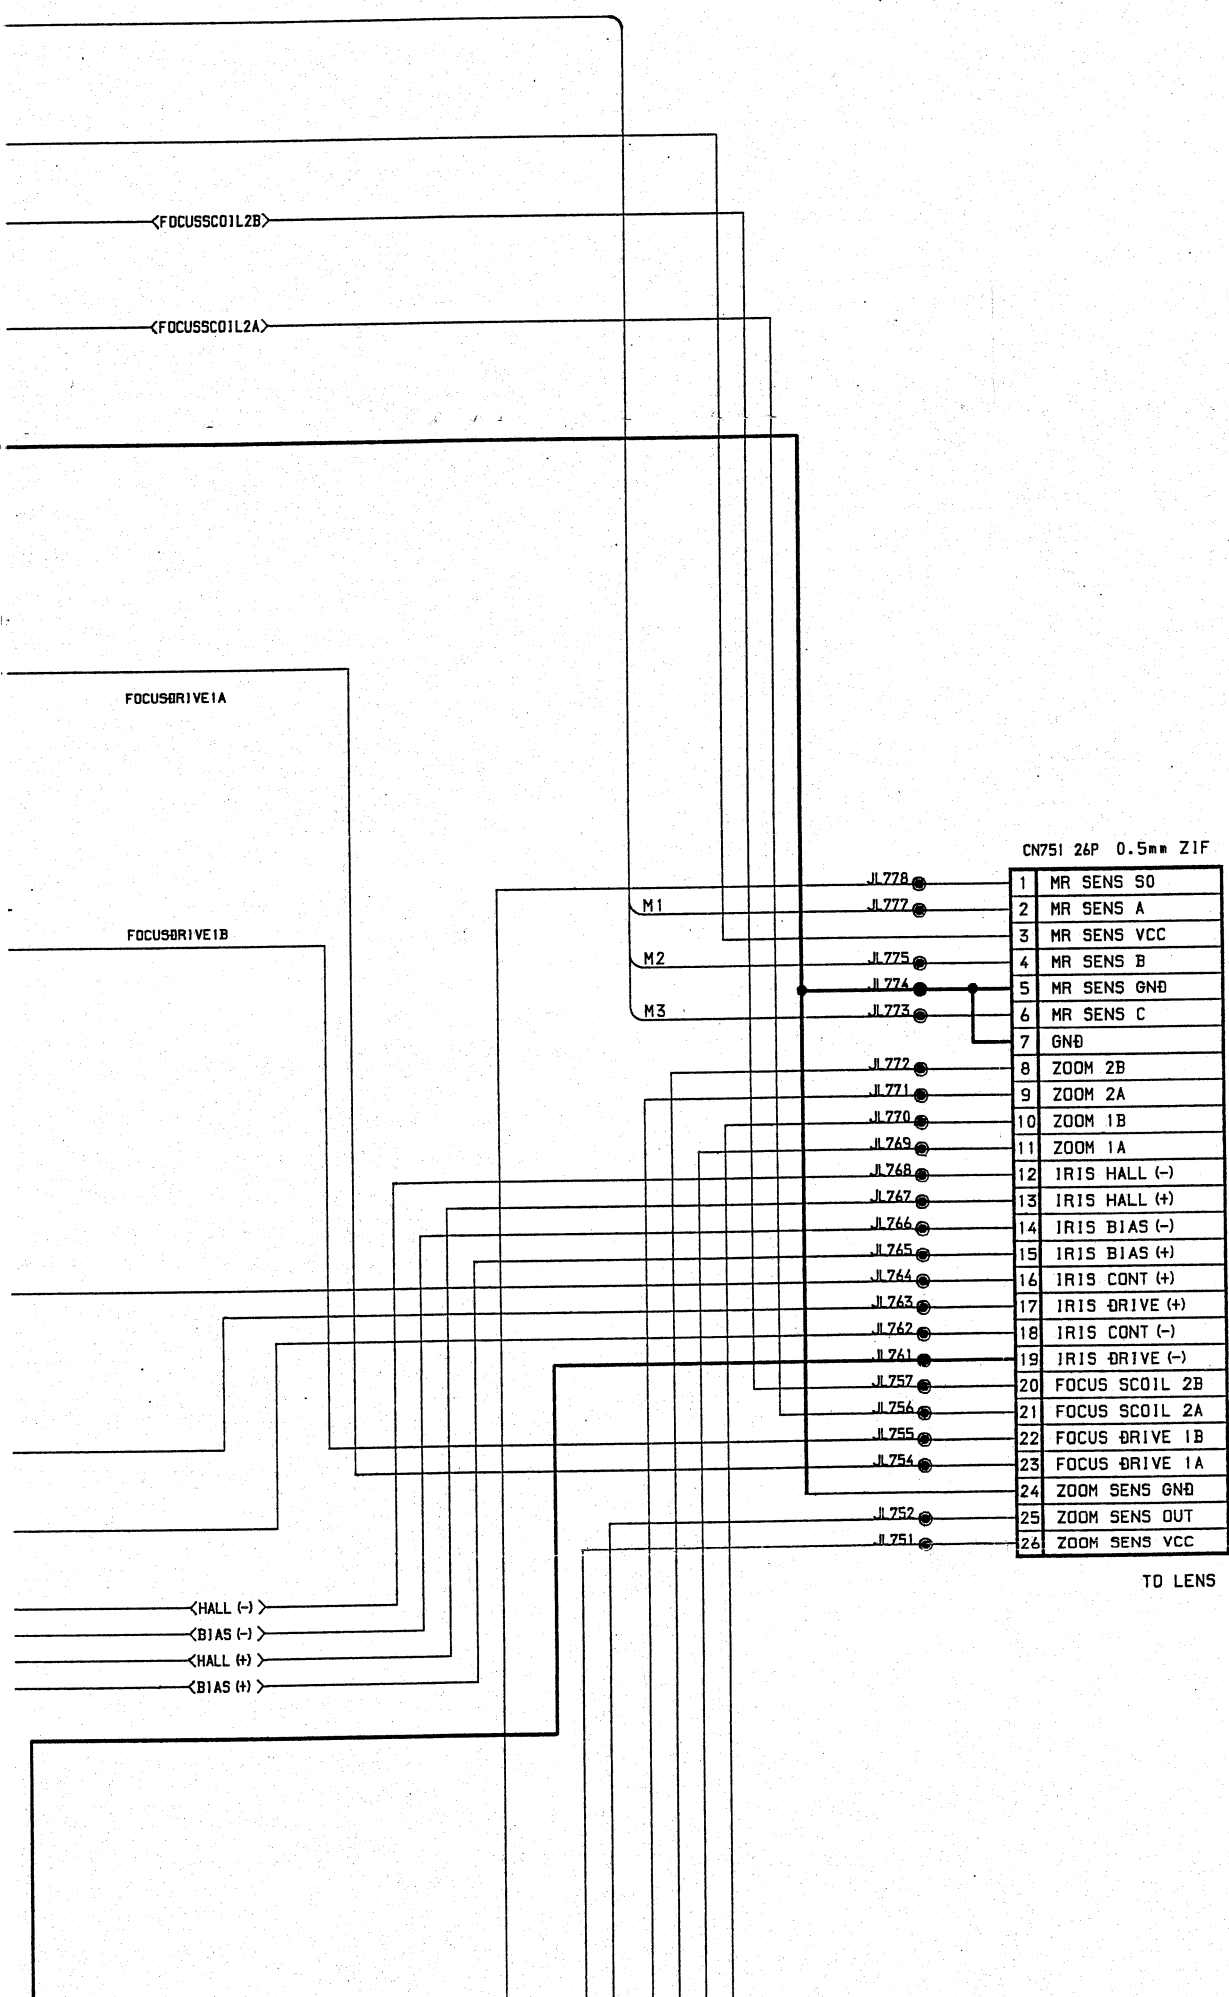 <FOCUSSCOIL2B>
<FOCUSSCOIL2A>
FOCUSDRIVE1A
FOCUSDRIVE1B
CN751 26P 0.5mm ZIF
JL778 1 MR SENS SO
M1 JL777 2 MR SENS A
3 MR SENS VCC
M2 JL775 4 MR SENS B
JL774 5 MR SENS GND
M3 JL773 6 MR SENS C
7 GND
JL772 8 ZOOM 2B
JL771 9 ZOOM 2A
JL770 10 ZOOM 1B
JL769 11 ZOOM 1A
JL768 12 IRIS HALL (-)
JL767 13 IRIS HALL (+)
JL766 14 IRIS BIAS (-)
JL765 15 IRIS BIAS (+)
JL764 16 IRIS CONT (+)
JL763 17 IRIS DRIVE (+)
JL762 18 IRIS CONT (-)
JL761 19 IRIS DRIVE (-)
JL757 20 FOCUS SCOIL 2B
JL756 21 FOCUS SCOIL 2A
JL755 22 FOCUS DRIVE 1B
JL754 23 FOCUS DRIVE 1A
24 ZOOM SENS GND
JL752 25 ZOOM SENS OUT
JL751 26 ZOOM SENS VCC
TO LENS
<HALL (-) >
<BIAS (-) >
<HALL (+) >
<BIAS (+) >